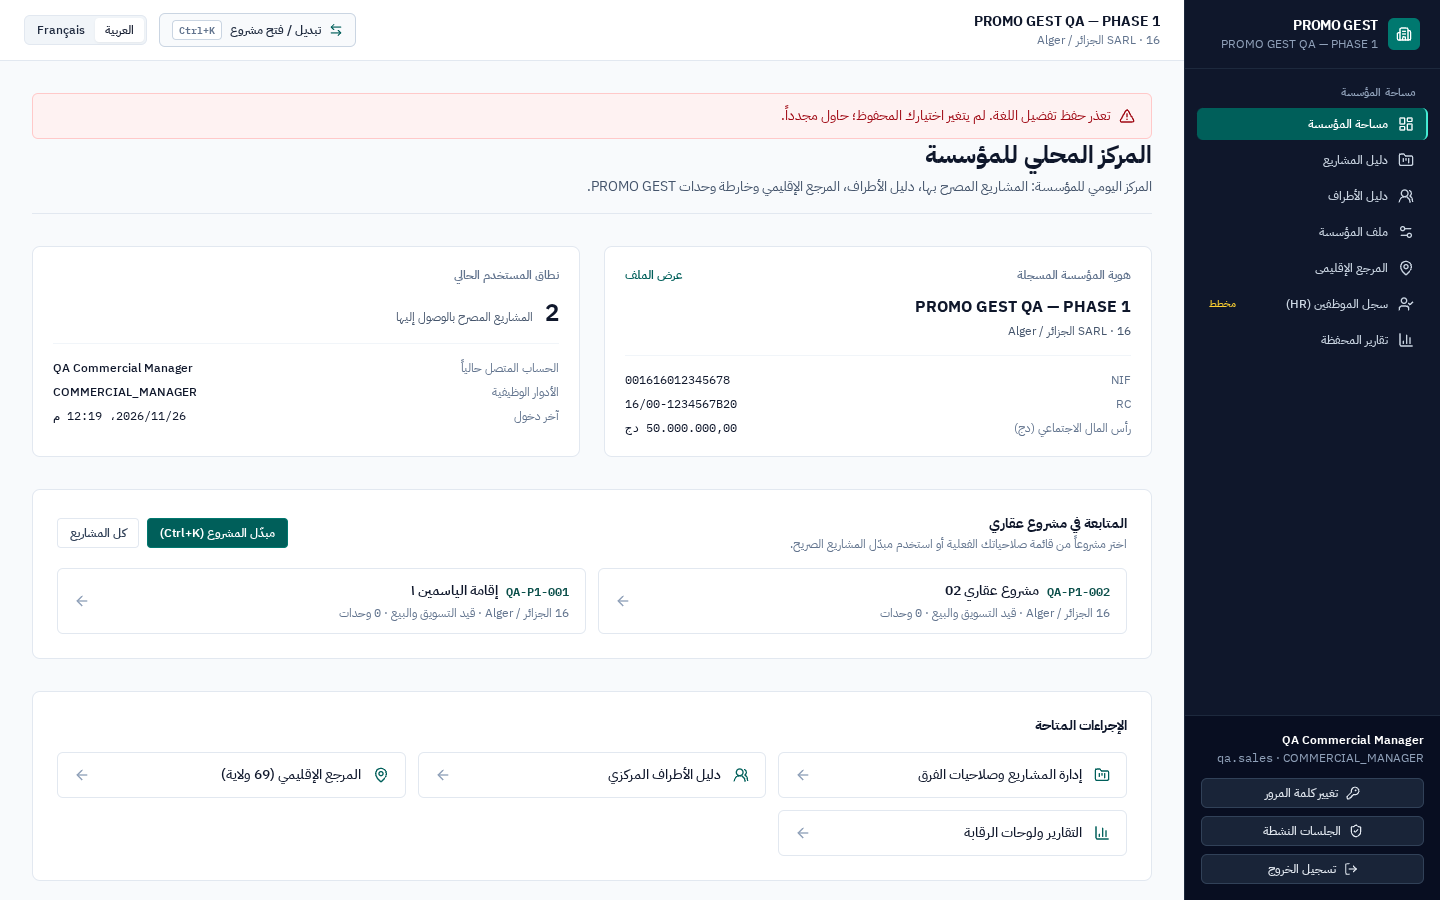 PROMO GEST
PROMO GEST QA — PHASE 1
مساحة المؤسسة
مساحة المؤسسة
دليل المشاريع
دليل الأطراف
ملف المؤسسة
المرجع الإقليمي
سجل الموظفين (HR)
مخطط
تقارير المحفظة
QA Commercial Manager
qa.sales · COMMERCIAL_MANAGER
تغيير كلمة المرور
الجلسات النشطة
تسجيل الخروج
PROMO GEST QA — PHASE 1
SARL · 16 الجزائر / Alger
تبديل / فتح مشروع Ctrl+K
العربية
Français
تعذر حفظ تفضيل اللغة. لم يتغير اختيارك المحفوظ؛ حاول مجدداً.
المركز المحلي للمؤسسة
المركز اليومي للمؤسسة: المشاريع المصرح بها، دليل الأطراف، المرجع الإقليمي وخارطة وحدات PROMO GEST.
هوية المؤسسة المسجلة
عرض الملف
PROMO GEST QA — PHASE 1
SARL · 16 الجزائر / Alger
NIF 001616012345678
RC 16/00-1234567B20
رأس المال الاجتماعي (دج) 50.000.000,00 دج
نطاق المستخدم الحالي
2 المشاريع المصرح بالوصول إليها
الحساب المتصل حالياً QA Commercial Manager
الأدوار الوظيفية COMMERCIAL_MANAGER
آخر دخول 2026/11/26، 12:19 م
المتابعة في مشروع عقاري
اختر مشروعاً من قائمة صلاحياتك الفعلية أو استخدم مبدّل المشاريع الصريح.
مبدّل المشروع (Ctrl+K)
كل المشاريع
QA-P1-002 مشروع عقاري 02
16 الجزائر / Alger · قيد التسويق والبيع · 0 وحدات
QA-P1-001 إقامة الياسمين ١
16 الجزائر / Alger · قيد التسويق والبيع · 0 وحدات
الإجراءات المتاحة
إدارة المشاريع وصلاحيات الفرق
دليل الأطراف المركزي
المرجع الإقليمي (69 ولاية)
التقارير ولوحات الرقابة